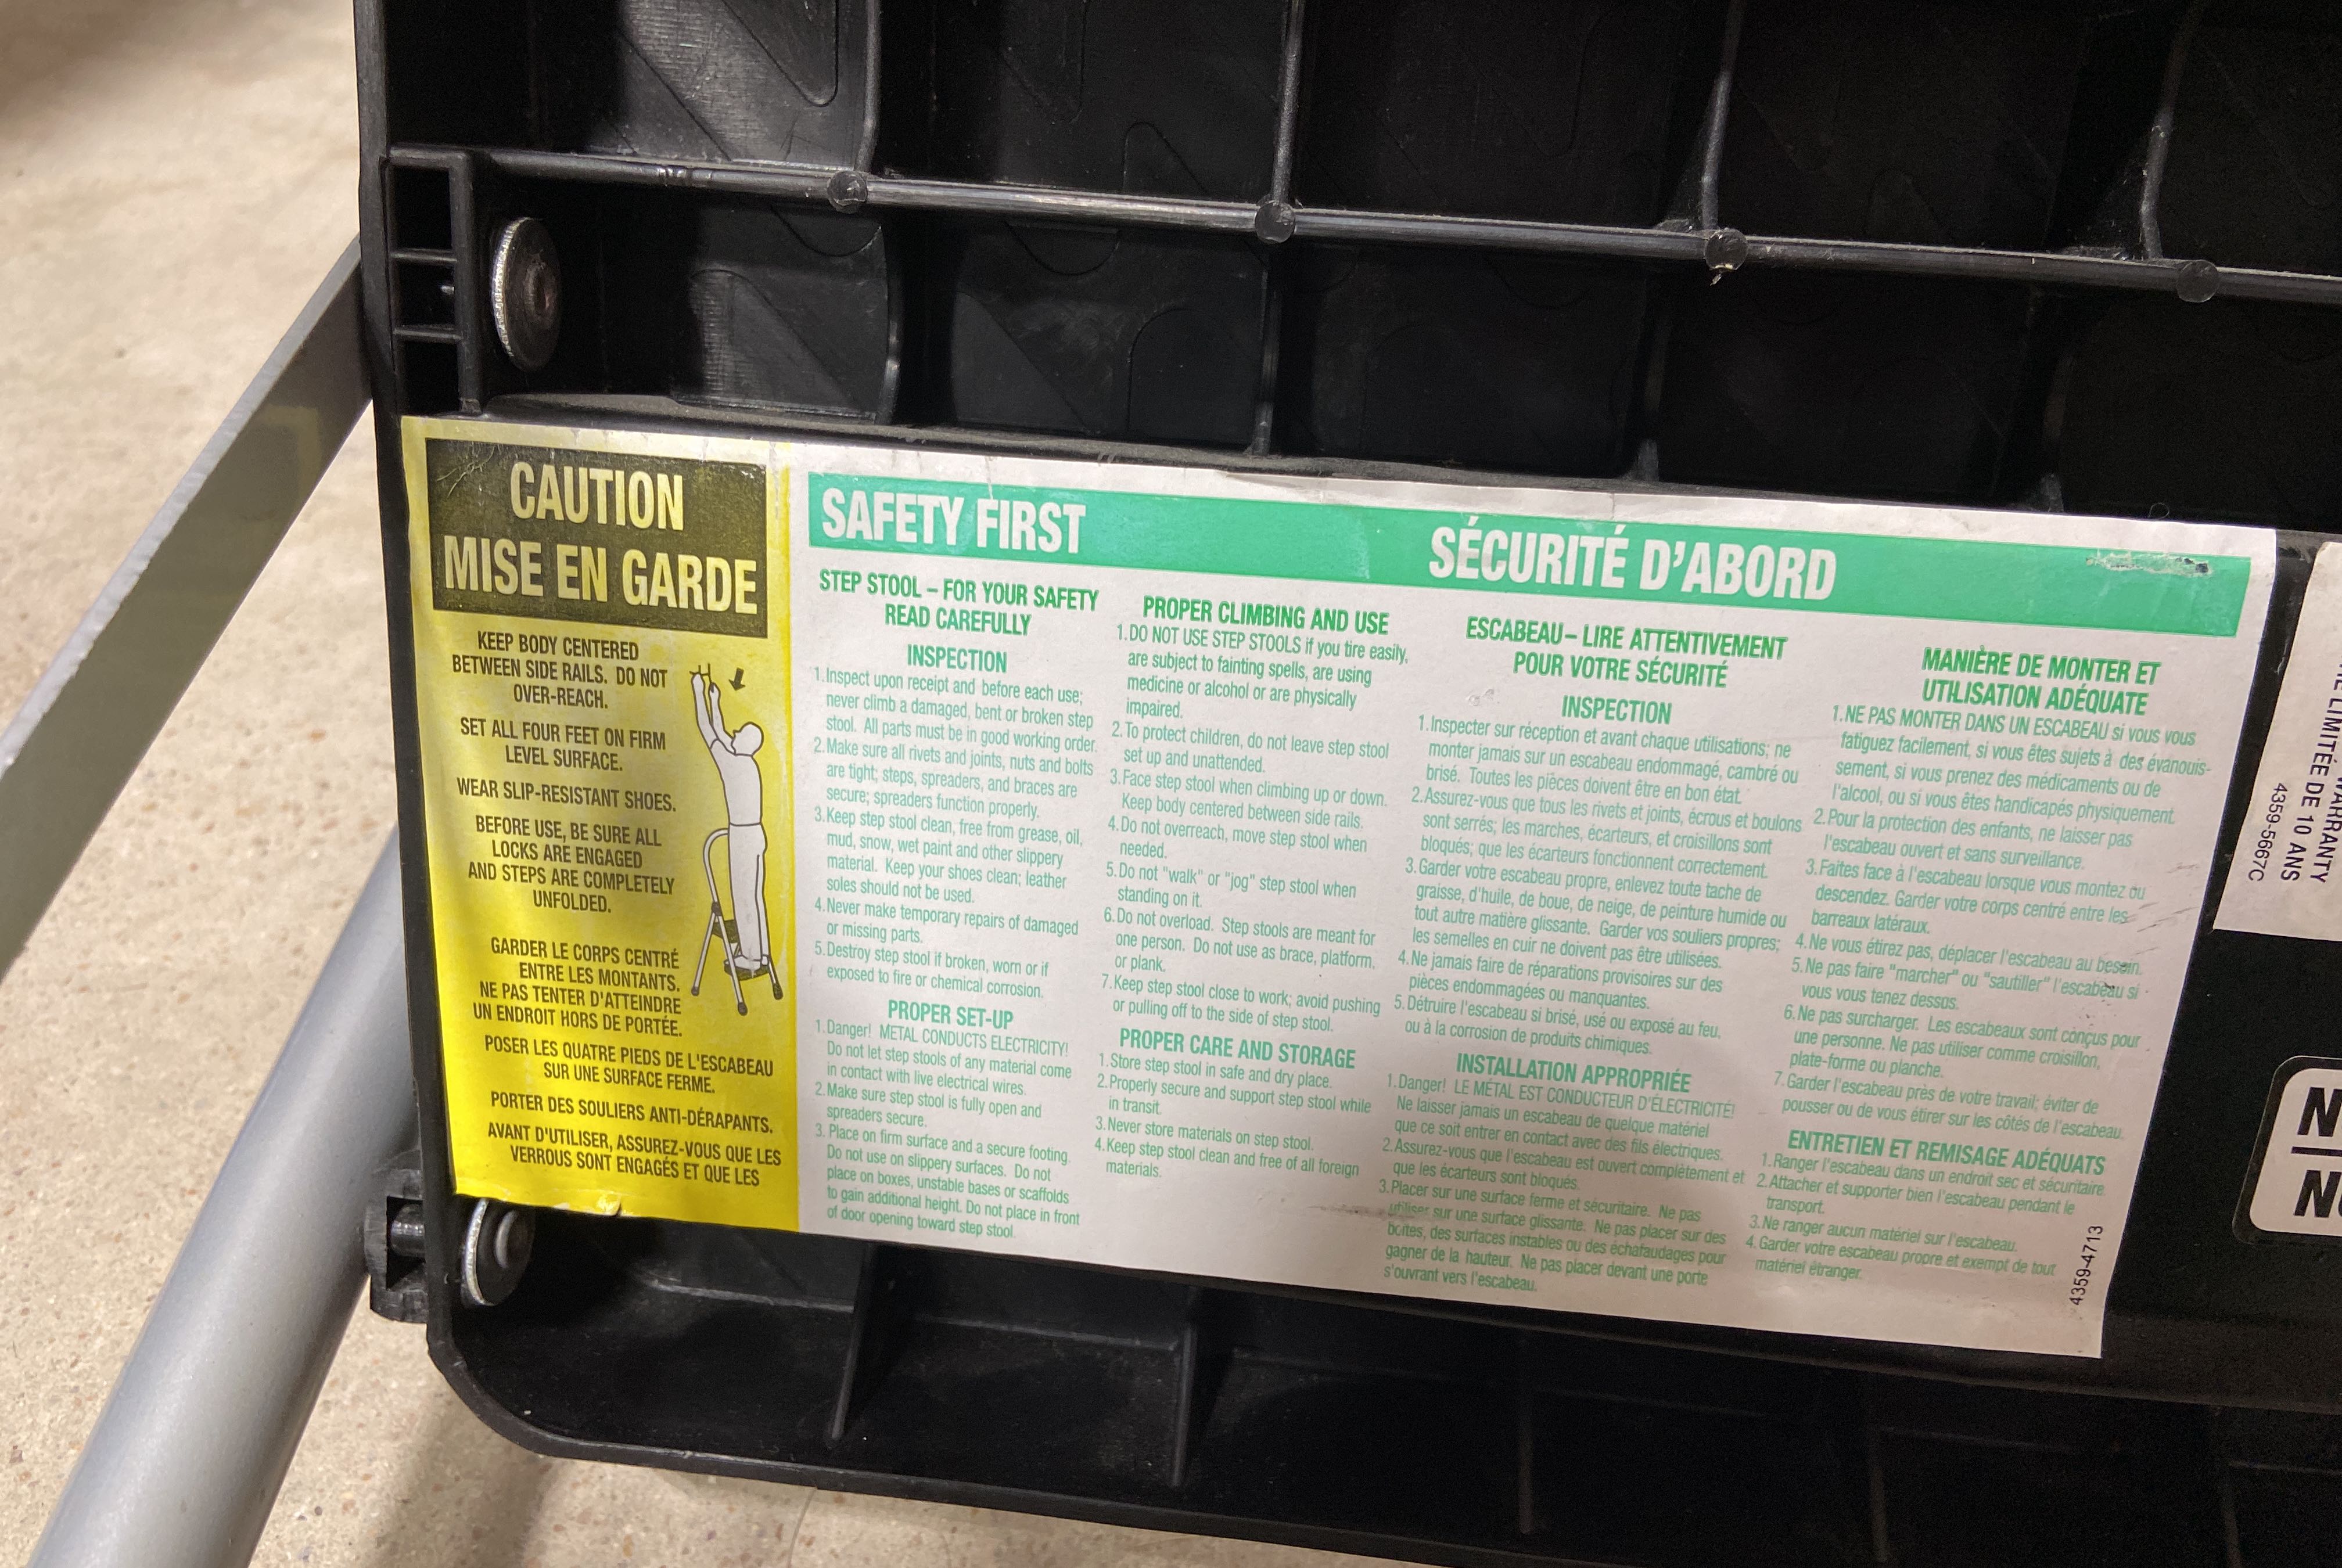 CAUTION
MISE EN GARDE
KEEP BODY CENTERED
BETWEEN SIDE RAILS. DO NOT
OVER-REACH.
SET ALL FOUR FEET ON FIRM
LEVEL SURFACE.
WEAR SLIP-RESISTANT SHOES.
BEFORE USE, BE SURE ALL
LOCKS ARE ENGAGED
AND STEPS ARE COMPLETELY
UNFOLDED.
GARDER LE CORPS CENTRÉ
ENTRE LES MONTANTS.
NE PAS TENTER D'ATTEINDRE
UN ENDROIT HORS DE PORTÉE.
POSER LES QUATRE PIEDS DE L'ESCABEAU
SUR UNE SURFACE FERME.
PORTER DES SOULIERS ANTI-DÉRAPANTS.
AVANT D'UTILISER, ASSUREZ-VOUS QUE LES
VERROUS SONT ENGAGÉS ET QUE LES
SAFETY FIRST
STEP STOOL – FOR YOUR SAFETY
READ CAREFULLY
INSPECTION
1.Inspect upon receipt and before each use;
never climb a damaged, bent or broken step
stool. All parts must be in good working order.
2.Make sure all rivets and joints, nuts and bolts
are tight; steps, spreaders, and braces are
secure; spreaders function properly.
3.Keep step stool clean, free from grease, oil,
mud, snow, wet paint and other slippery
material. Keep your shoes clean; leather
soles should not be used.
4.Never make temporary repairs of damaged
or missing parts.
5.Destroy step stool if broken, worn or if
exposed to fire or chemical corrosion.
PROPER SET-UP
1.Danger! METAL CONDUCTS ELECTRICITY!
Do not let step stools of any material come
in contact with live electrical wires.
2.Make sure step stool is fully open and
spreaders secure.
3. Place on firm surface and a secure footing.
Do not use on slippery surfaces. Do not
place on boxes, unstable bases or scaffolds
to gain additional height. Do not place in front
of door opening toward step stool.
PROPER CLIMBING AND USE
1.DO NOT USE STEP STOOLS if you tire easily,
are subject to fainting spells, are using
medicine or alcohol or are physically
impaired.
2.To protect children, do not leave step stool
set up and unattended.
3.Face step stool when climbing up or down.
Keep body centered between side rails.
4.Do not overreach, move step stool when
needed.
5.Do not "walk" or "jog" step stool when
standing on it.
6.Do not overload. Step stools are meant for
one person. Do not use as brace, platform,
or plank.
7.Keep step stool close to work; avoid pushing
or pulling off to the side of step stool.
PROPER CARE AND STORAGE
1.Store step stool in safe and dry place.
2.Properly secure and support step stool while
in transit.
3.Never store materials on step stool.
4.Keep step stool clean and free of all foreign
materials.
SÉCURITÉ D'ABORD
ESCABEAU– LIRE ATTENTIVEMENT
POUR VOTRE SÉCURITÉ
INSPECTION
1.Inspecter sur réception et avant chaque utilisations; ne
monter jamais sur un escabeau endommagé, cambré ou
brisé. Toutes les pièces doivent être en bon état.
2.Assurez-vous que tous les rivets et joints, écrous et boulons
sont serrés; les marches, écarteurs, et croisillons sont
bloqués; que les écarteurs fonctionnent correctement.
3.Garder votre escabeau propre, enlevez toute tache de
graisse, d'huile, de boue, de neige, de peinture humide ou
tout autre matière glissante. Garder vos souliers propres;
les semelles en cuir ne doivent pas être utilisées.
4.Ne jamais faire de réparations provisoires sur des
pièces endommagées ou manquantes.
5.Détruire l'escabeau si brisé, usé ou exposé au feu.
ou à la corrosion de produits chimiques.
INSTALLATION APPROPRIÉE
1.Danger! LE MÉTAL EST CONDUCTEUR D'ÉLECTRICITÉ!
Ne laisser jamais un escabeau de quelque matériel
que ce soit entrer en contact avec des fils électriques.
2.Assurez-vous que l'escabeau est ouvert complètement et
que les écarteurs sont bloqués.
3.Placer sur une surface ferme et sécuritaire. Ne pas
utiliser sur une surface glissante. Ne pas placer sur des
boîtes, des surfaces instables ou des échafaudages pour
gagner de la hauteur. Ne pas placer devant une porte
s'ouvrant vers l'escabeau.
MANIÈRE DE MONTER ET
UTILISATION ADÉQUATE
1.NE PAS MONTER DANS UN ESCABEAU si vous vous
fatiguez facilement, si vous êtes sujets à des évanouis-
sement, si vous prenez des médicaments ou de
l'alcool, ou si vous êtes handicapés physiquement.
2.Pour la protection des enfants, ne laisser pas
l'escabeau ouvert et sans surveillance.
3.Faites face à l'escabeau lorsque vous montez ou
descendez. Garder votre corps centré entre les
barreaux latéraux.
4.Ne vous étirez pas, déplacer l'escabeau au besoin.
5.Ne pas faire "marcher" ou "sautiller" l'escabeau si
vous vous tenez dessus.
6.Ne pas surcharger. Les escabeaux sont conçus pour
une personne. Ne pas utiliser comme croisillon,
plate-forme ou planche.
7.Garder l'escabeau près de votre travail; éviter de
pousser ou de vous étirer sur les côtés de l'escabeau.
ENTRETIEN ET REMISAGE ADÉQUATS
1.Ranger l'escabeau dans un endroit sec et sécuritaire.
2.Attacher et supporter bien l'escabeau pendant le
transport.
3.Ne ranger aucun matériel sur l'escabeau.
4.Garder votre escabeau propre et exempt de tout
matériel étranger.
4359-4713
WARRANTY
LIMITÉE DE 10 ANS
4359-5667C